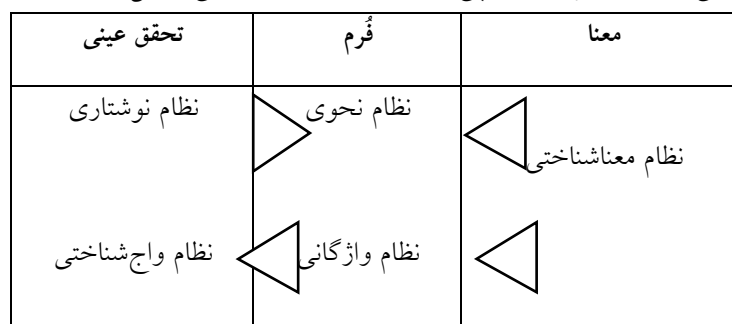 معنا	فُرم	تحقق عینی
نظام نحوی	نظام نوشتاری
نظام معناشناختی
نظام واژگانی	نظام واج‌شناختی